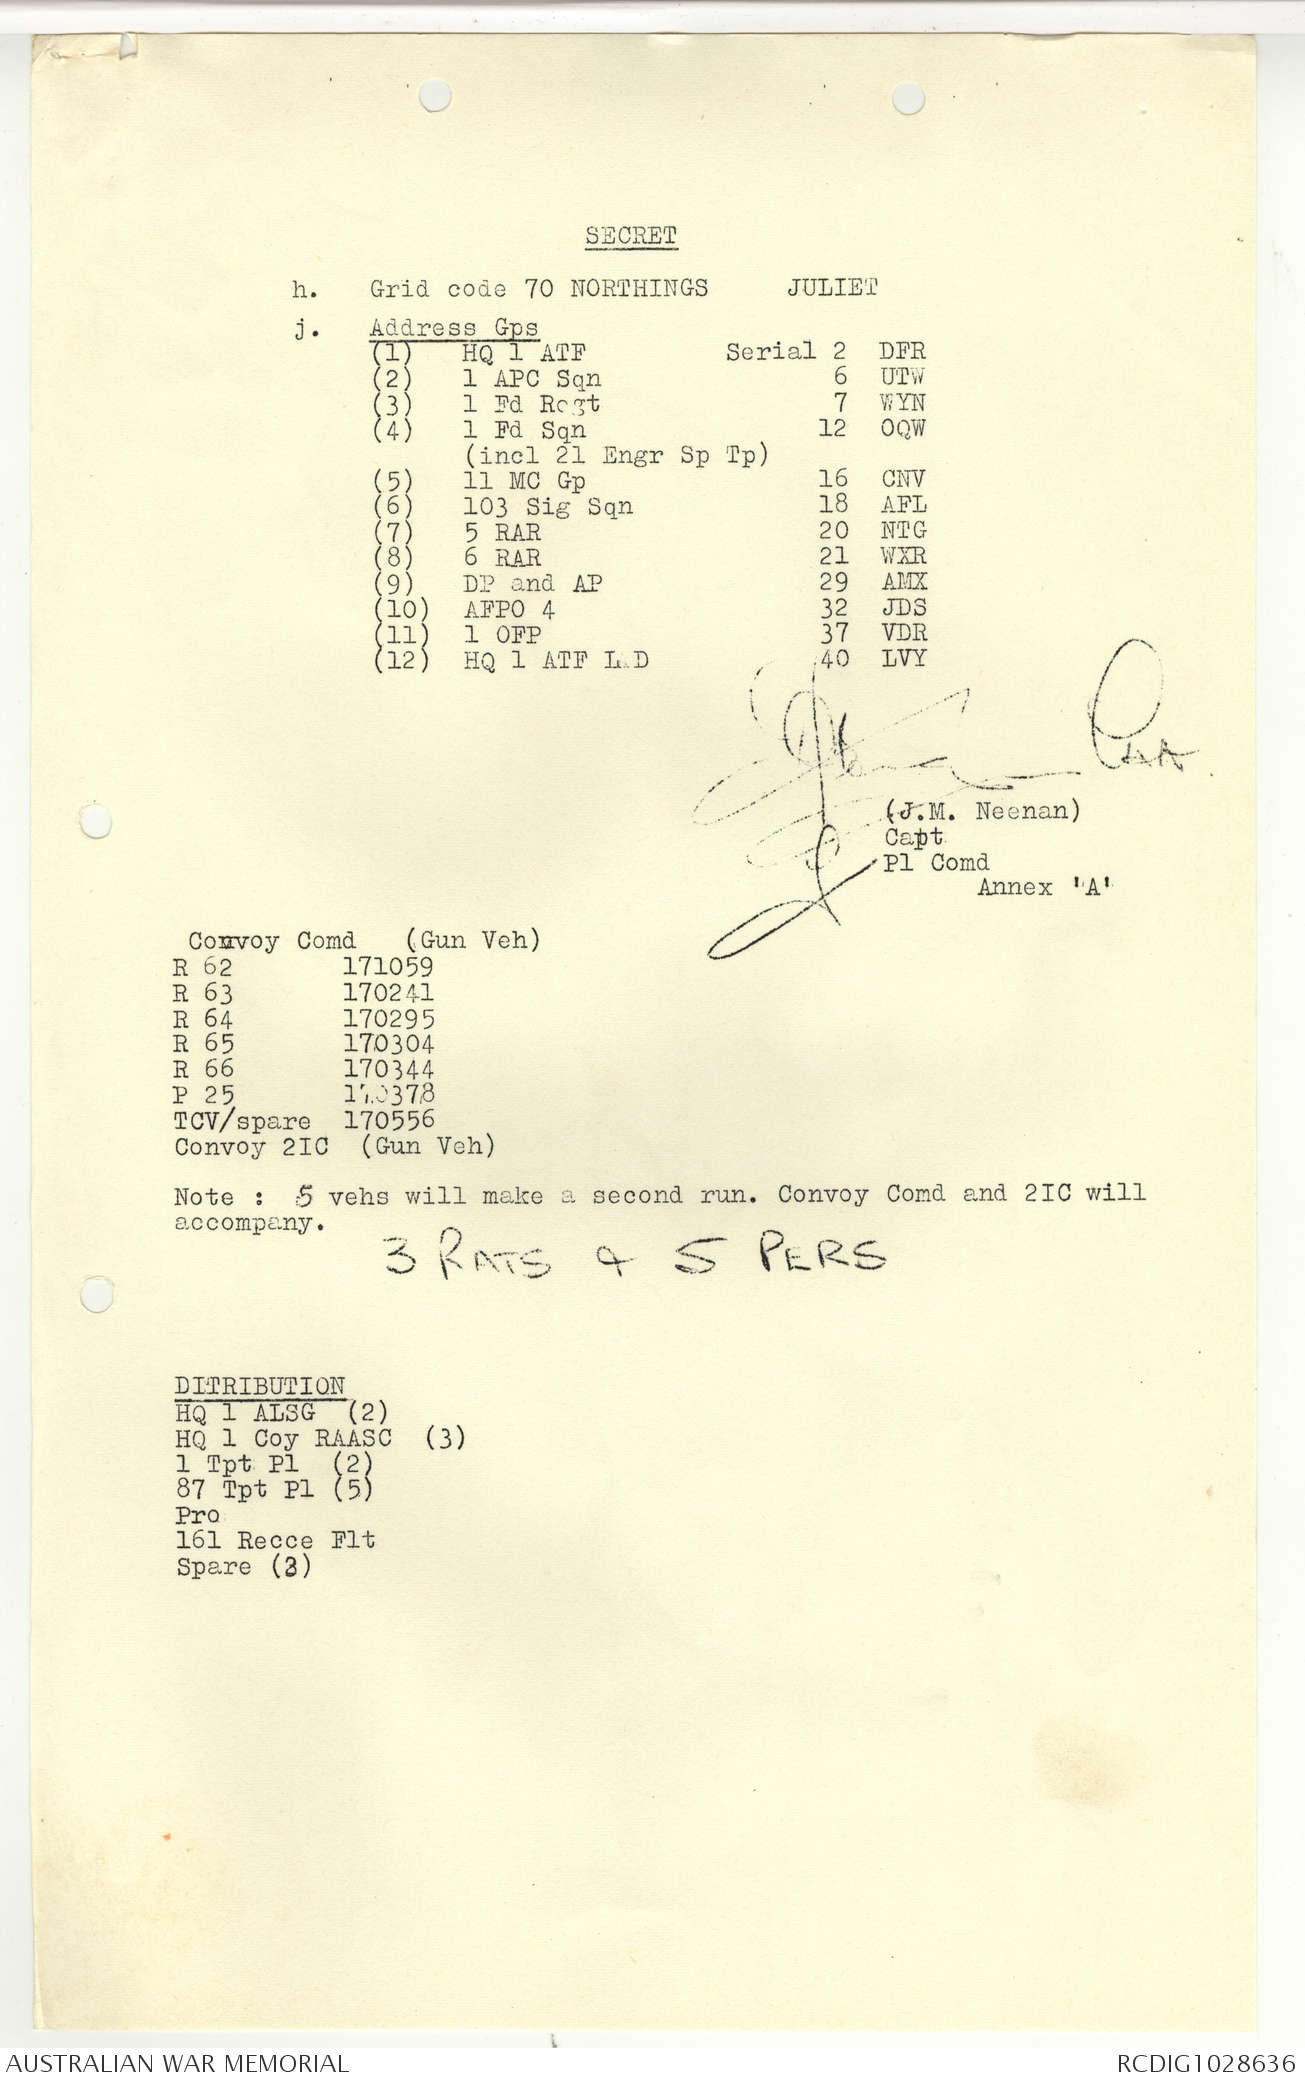 SECRET
h. Grid code 70 NORTHINGS JULIET
j. Address Gps
(1) HQ 1 ATF Serial 2 DFR
(2) 1 APC Sqn 6 UTW
(3) 1 Fd Regt 7 WYN
(4) 1 Fd Sqn 12 OQW
(incl 21 Engr Sp Tp)
(5) 11 MC Gp 16 CNV
(6) 103 Sig Sqn 18 AFL
(7) 5 RAR 20 NTG
(8) 6 RAR 21 WXR
(9) DP and AP 29 AMX
(10) AFPO 4 32 JDS
(11) 1 OFP 37 VDR
(12) HQ 1 ATF LAD 40 LVY
(J.M. Neenan)
Capt
Pl Comd
Annex 'A'
Convoy Comd (Gun Veh)
R 62 171059
R 63 170241
R 64 170295
R 65 170304
R 66 170344
P 25 170378
TCV/spare 170556
Convoy 2IC (Gun Veh)
Note : 5 vehs will make a second run. Convoy Comd and 2IC will
accompany.
3 RATS & 5 PERS
DITRIBUTION
HQ 1 ALSG (2)
HQ 1 Coy RAASC (3)
1 Tpt Pl (2)
87 Tpt Pl (5)
Pro
161 Recce Flt
Spare (3)
AUSTRALIAN WAR MEMORIAL RCDIG1028636